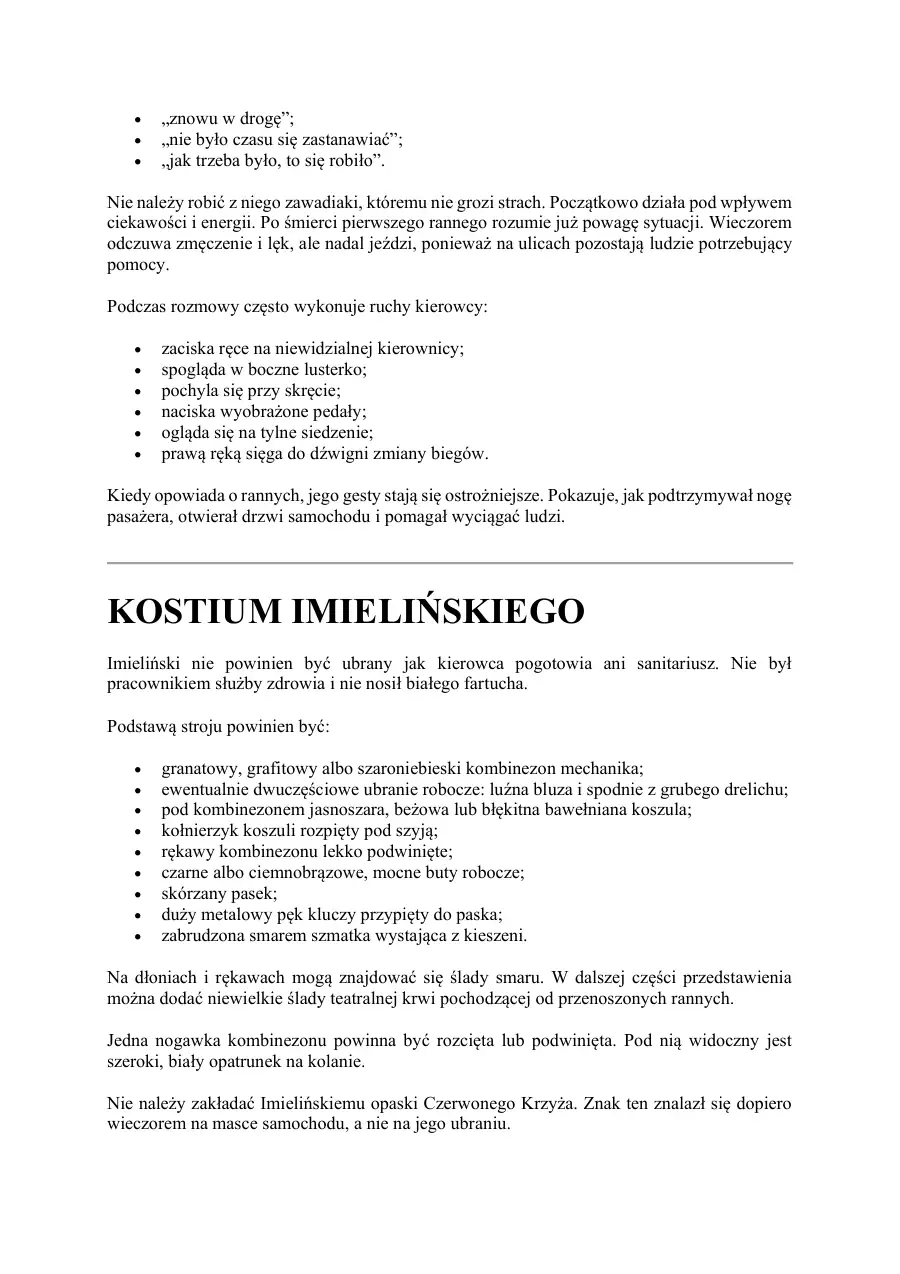 • „znowu w drogę”;
• „nie było czasu się zastanawiać”;
• „jak trzeba było, to się robiło”.
Nie należy robić z niego zawadiaki, któremu nie grozi strach. Początkowo działa pod wpływem
ciekawości i energii. Po śmierci pierwszego rannego rozumie już powagę sytuacji. Wieczorem
odczuwa zmęczenie i lęk, ale nadal jeździ, ponieważ na ulicach pozostają ludzie potrzebujący
pomocy.
Podczas rozmowy często wykonuje ruchy kierowcy:
• zaciska ręce na niewidzialnej kierownicy;
• spogląda w boczne lusterko;
• pochyla się przy skręcie;
• naciska wyobrażone pedały;
• ogląda się na tylne siedzenie;
• prawą ręką sięga do dźwigni zmiany biegów.
Kiedy opowiada o rannych, jego gesty stają się ostrożniejsze. Pokazuje, jak podtrzymywał nogę
pasażera, otwierał drzwi samochodu i pomagał wyciągać ludzi.
KOSTIUM IMIELIŃSKIEGO
Imieliński nie powinien być ubrany jak kierowca pogotowia ani sanitariusz. Nie był
pracownikiem służby zdrowia i nie nosił białego fartucha.
Podstawą stroju powinien być:
• granatowy, grafitowy albo szaroniebieski kombinezon mechanika;
• ewentualnie dwuczęściowe ubranie robocze: luźna bluza i spodnie z grubego drelichu;
• pod kombinezonem jasnoszara, beżowa lub błękitna bawełniana koszula;
• kołnierzyk koszuli rozpięty pod szyją;
• rękawy kombinezonu lekko podwinięte;
• czarne albo ciemnobrązowe, mocne buty robocze;
• skórzany pasek;
• duży metalowy pęk kluczy przypięty do paska;
• zabrudzona smarem szmatka wystająca z kieszeni.
Na dłoniach i rękawach mogą znajdować się ślady smaru. W dalszej części przedstawienia
można dodać niewielkie ślady teatralnej krwi pochodzącej od przenoszonych rannych.
Jedna nogawka kombinezonu powinna być rozcięta lub podwinięta. Pod nią widoczny jest
szeroki, biały opatrunek na kolanie.
Nie należy zakładać Imielińskiemu opaski Czerwonego Krzyża. Znak ten znalazł się dopiero
wieczorem na masce samochodu, a nie na jego ubraniu.